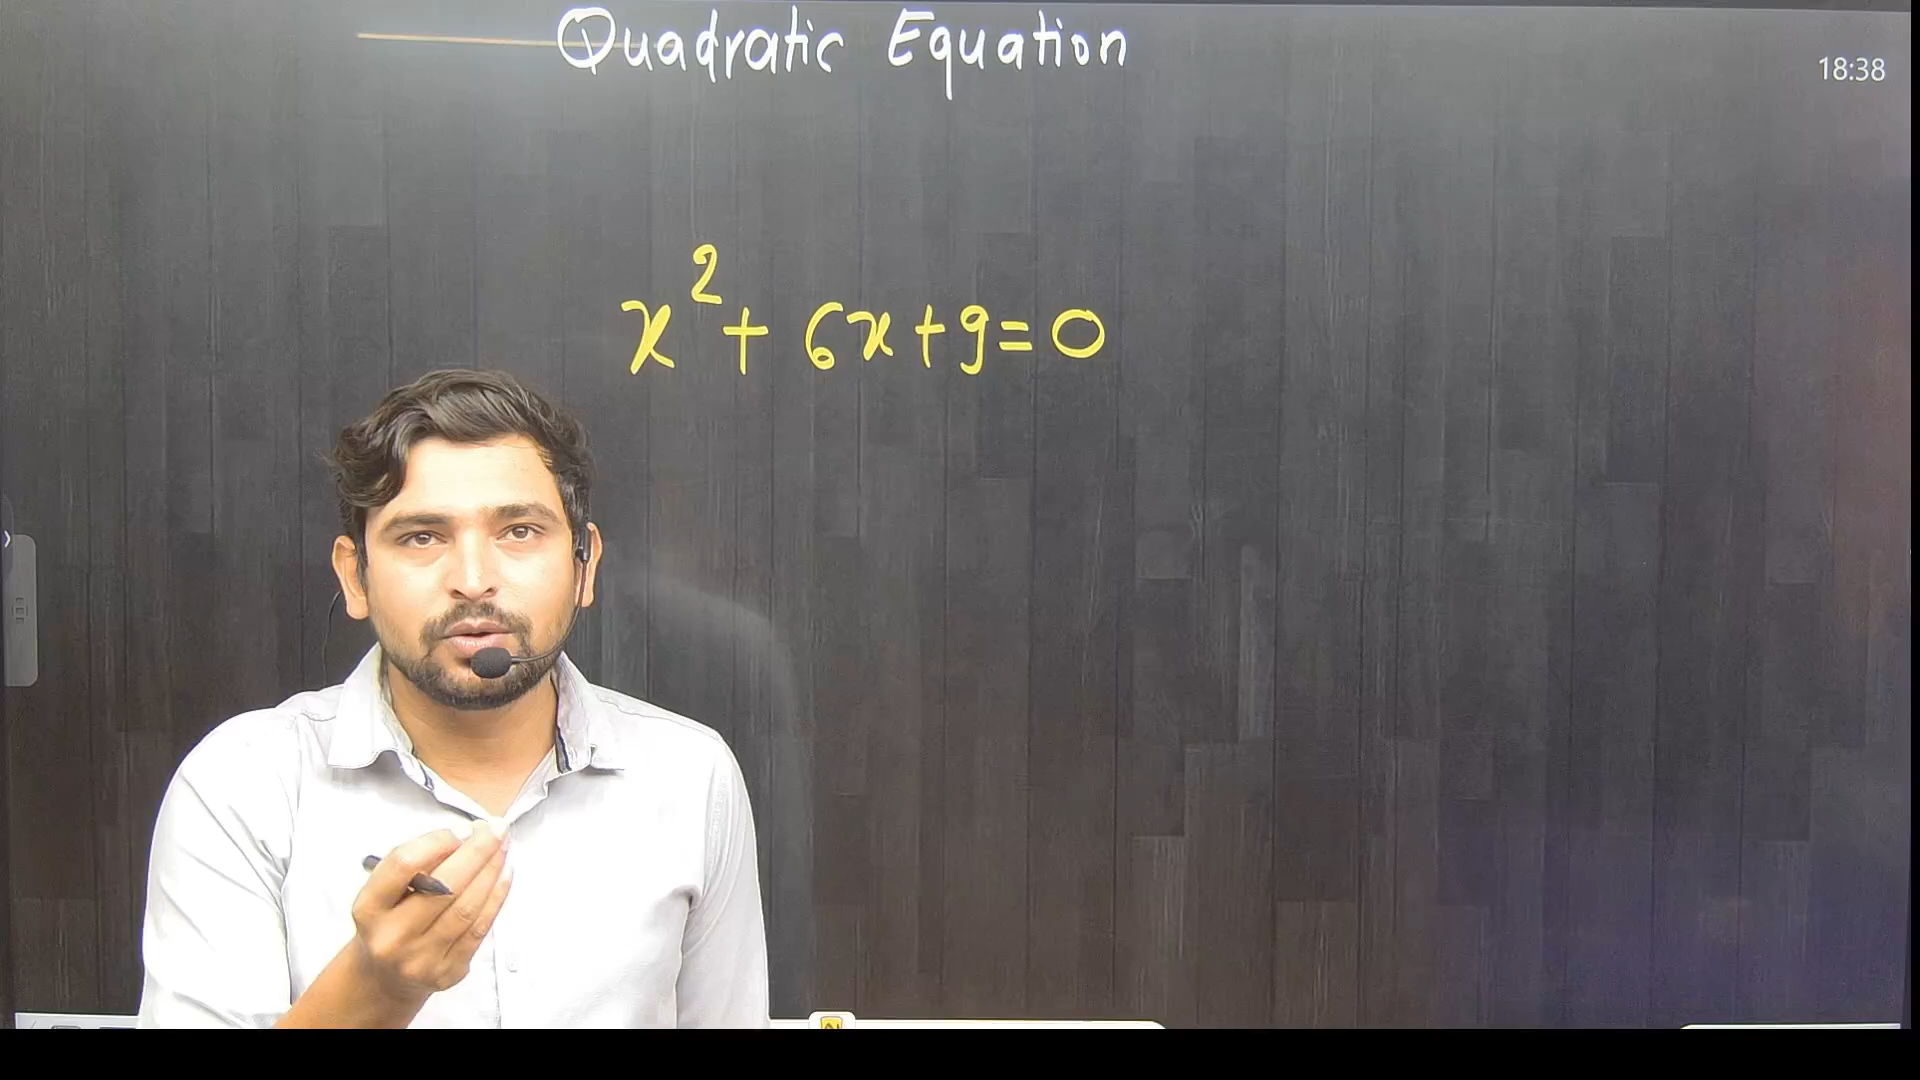 Quadratic Equation
18:38
x² + 6x + 9 = 0